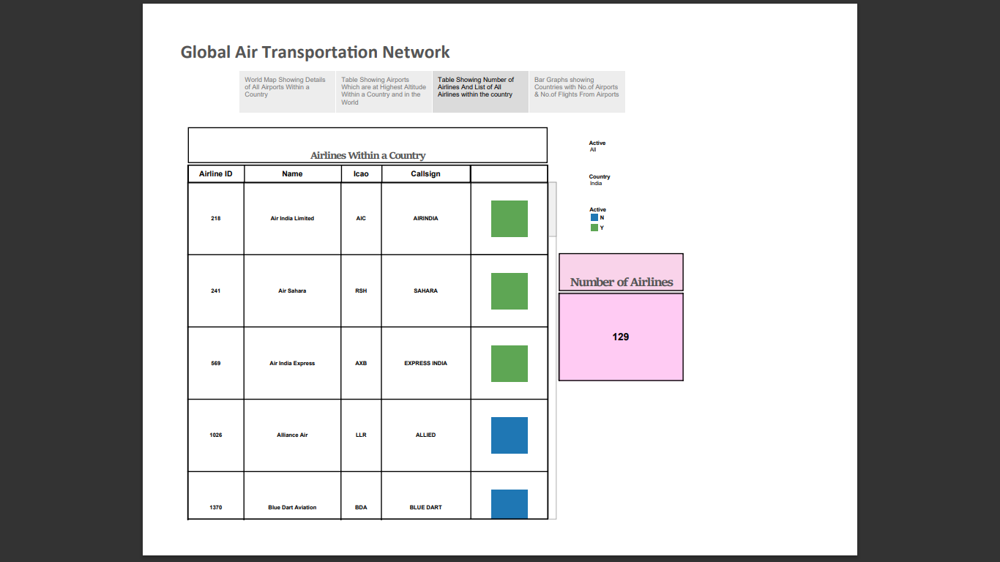 Global Air Transportation Network
World Map Showing Details
of All Airports Within a
Country
Table Showing Airports
Which are at Highest Altitude
Within a Country and in the
World
Table Showing Number of
Airlines And List of All
Airlines within the country
Bar Graphs showing
Countries with No.of Airports
& No.of Flights From Airports
Airlines Within a Country
Airline ID Name Icao Callsign
218 Air India Limited AIC AIRINDIA
241 Air Sahara RSH SAHARA
569 Air India Express AXB EXPRESS INDIA
1026 Alliance Air LLR ALLIED
1370 Blue Dart Aviation BDA BLUE DART
Active
All
Country
India
Active
N
Y
Number of Airlines
129